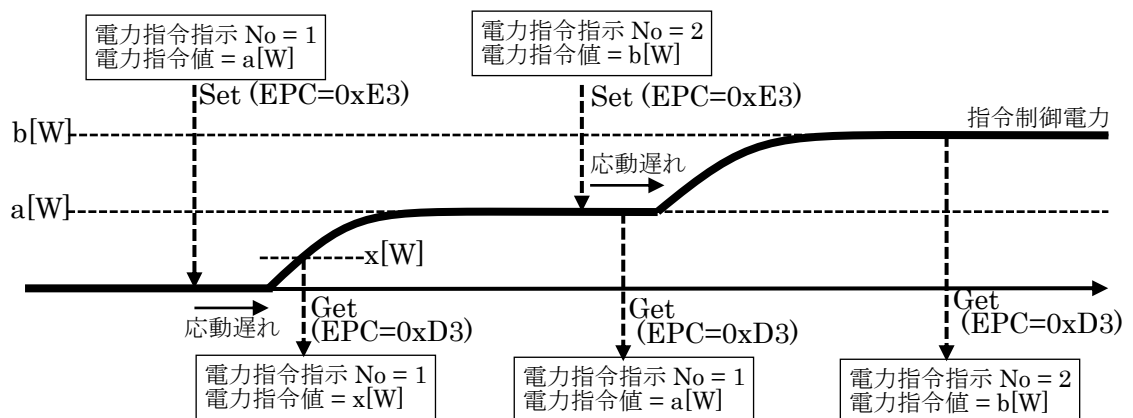 電力指令指示 No = 1
電力指令値 = a[W]
電力指令指示 No = 2
電力指令値 = b[W]
Set (EPC=0xE3)
Set (EPC=0xE3)
b[W]
指令制御電力
応動遅れ
a[W]
x[W]
応動遅れ
Get
(EPC=0xD3)
Get
(EPC=0xD3)
Get
(EPC=0xD3)
電力指令指示 No = 1
電力指令値 = x[W]
電力指令指示 No = 1
電力指令値 = a[W]
電力指令指示 No = 2
電力指令値 = b[W]